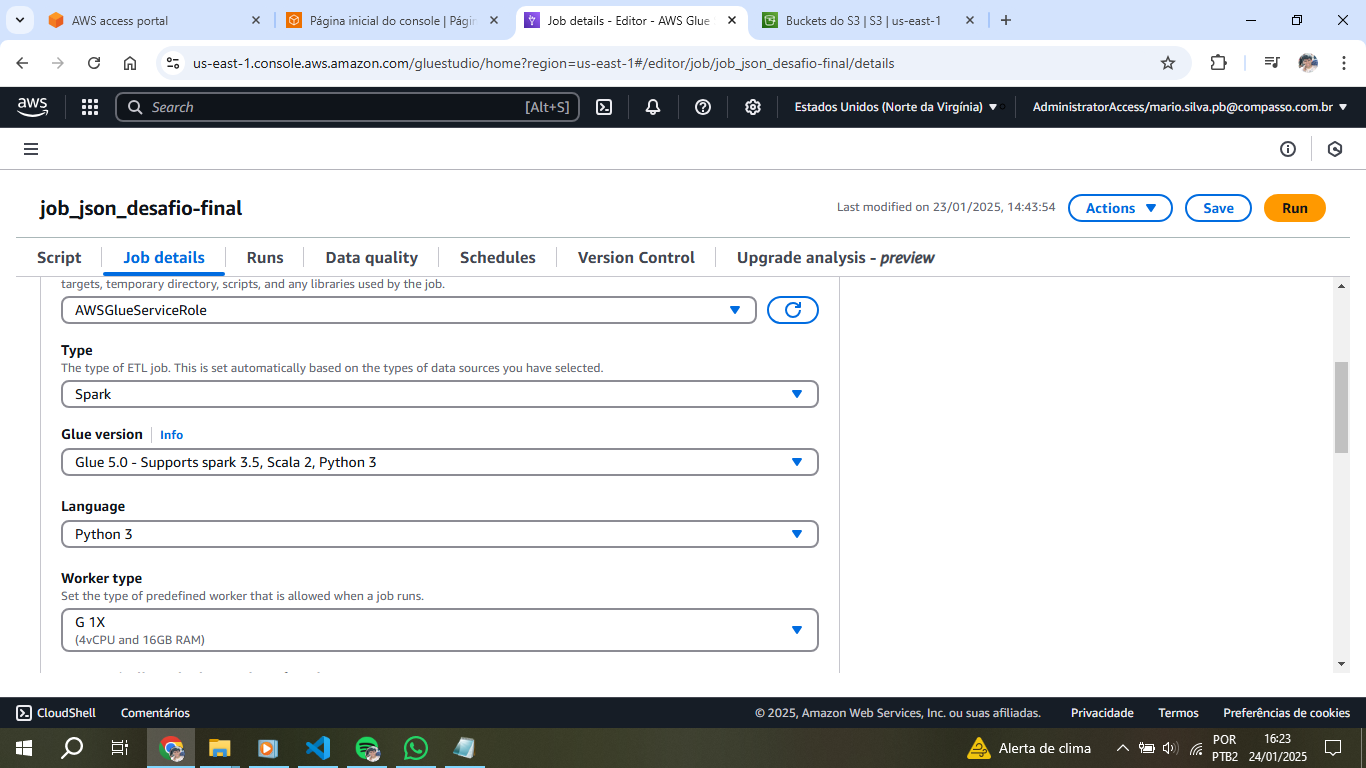 AWS access portal
Página inicial do console | Págin
Job details - Editor - AWS Glue
Buckets do S3 | S3 | us-east-1
us-east-1.console.aws.amazon.com/gluestudio/home?region=us-east-1#/editor/job/job_json_desafio-final/details
aws
Search
[Alt+S]
Estados Unidos (Norte da Virgínia)
AdministratorAccess/mario.silva.pb@compasso.com.br
job_json_desafio-final
Last modified on 23/01/2025, 14:43:54
Actions
Save
Run
Script
Job details
Runs
Data quality
Schedules
Version Control
Upgrade analysis - preview
targets, temporary directory, scripts, and any libraries used by the job.
AWSGlueServiceRole
Type
The type of ETL job. This is set automatically based on the types of data sources you have selected.
Spark
Glue version
Info
Glue 5.0 - Supports spark 3.5, Scala 2, Python 3
Language
Python 3
Worker type
Set the type of predefined worker that is allowed when a job runs.
G 1X
(4vCPU and 16GB RAM)
CloudShell
Comentários
© 2025, Amazon Web Services, Inc. ou suas afiliadas.
Privacidade
Termos
Preferências de cookies
Alerta de clima
POR
PTB2
16:23
24/01/2025